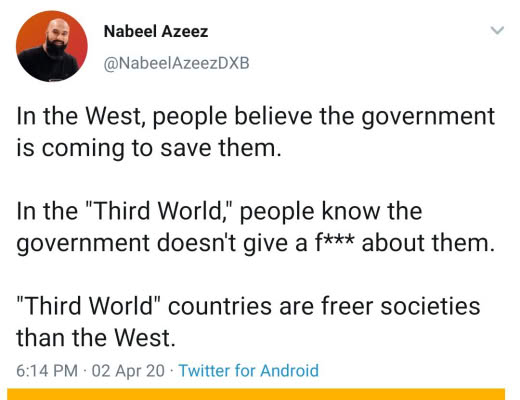 Nabeel Azeez
@NabeelAzeezDXB
In the West, people believe the government
is coming to save them.
In the "Third World," people know the
government doesn't give a f*** about them.
"Third World" countries are freer societies
than the West.
6:14 PM · 02 Apr 20 · Twitter for Android